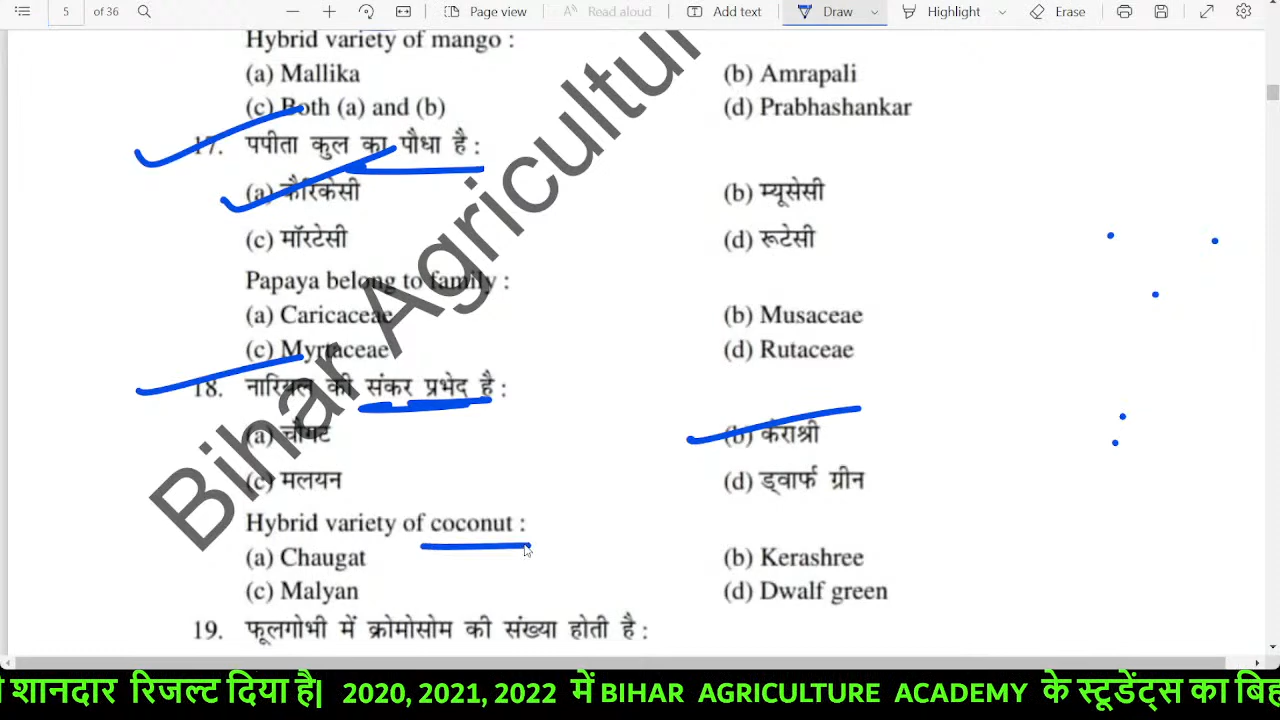 5 of 36 Page view Read aloud Add text Draw Highlight Erase
Hybrid variety of mango :
(a) Mallika (b) Amrapali
(c) Both (a) and (b) (d) Prabhashankar
17. पपीता कुल का पौधा है :
(a) कैरिकेसी (b) म्यूसेसी
(c) मॉरटेसी (d) रूटेसी
Papaya belong to family :
(a) Caricaceae (b) Musaceae
(c) Myrtaceae (d) Rutaceae
18. नारियल की संकर प्रभेद है :
(a) चौगट (b) कैराश्री
(c) मलयन (d) ड्वार्फ ग्रीन
Hybrid variety of coconut :
(a) Chaugat (b) Kerashree
(c) Malyan (d) Dwalf green
19. फूलगोभी में क्रोमोसोम की संख्या होती है :
Bihar Agricultur
शानदार रिजल्ट दिया है| 2020, 2021, 2022 में BIHAR AGRICULTURE ACADEMY के स्टूडेंट्स का बिह